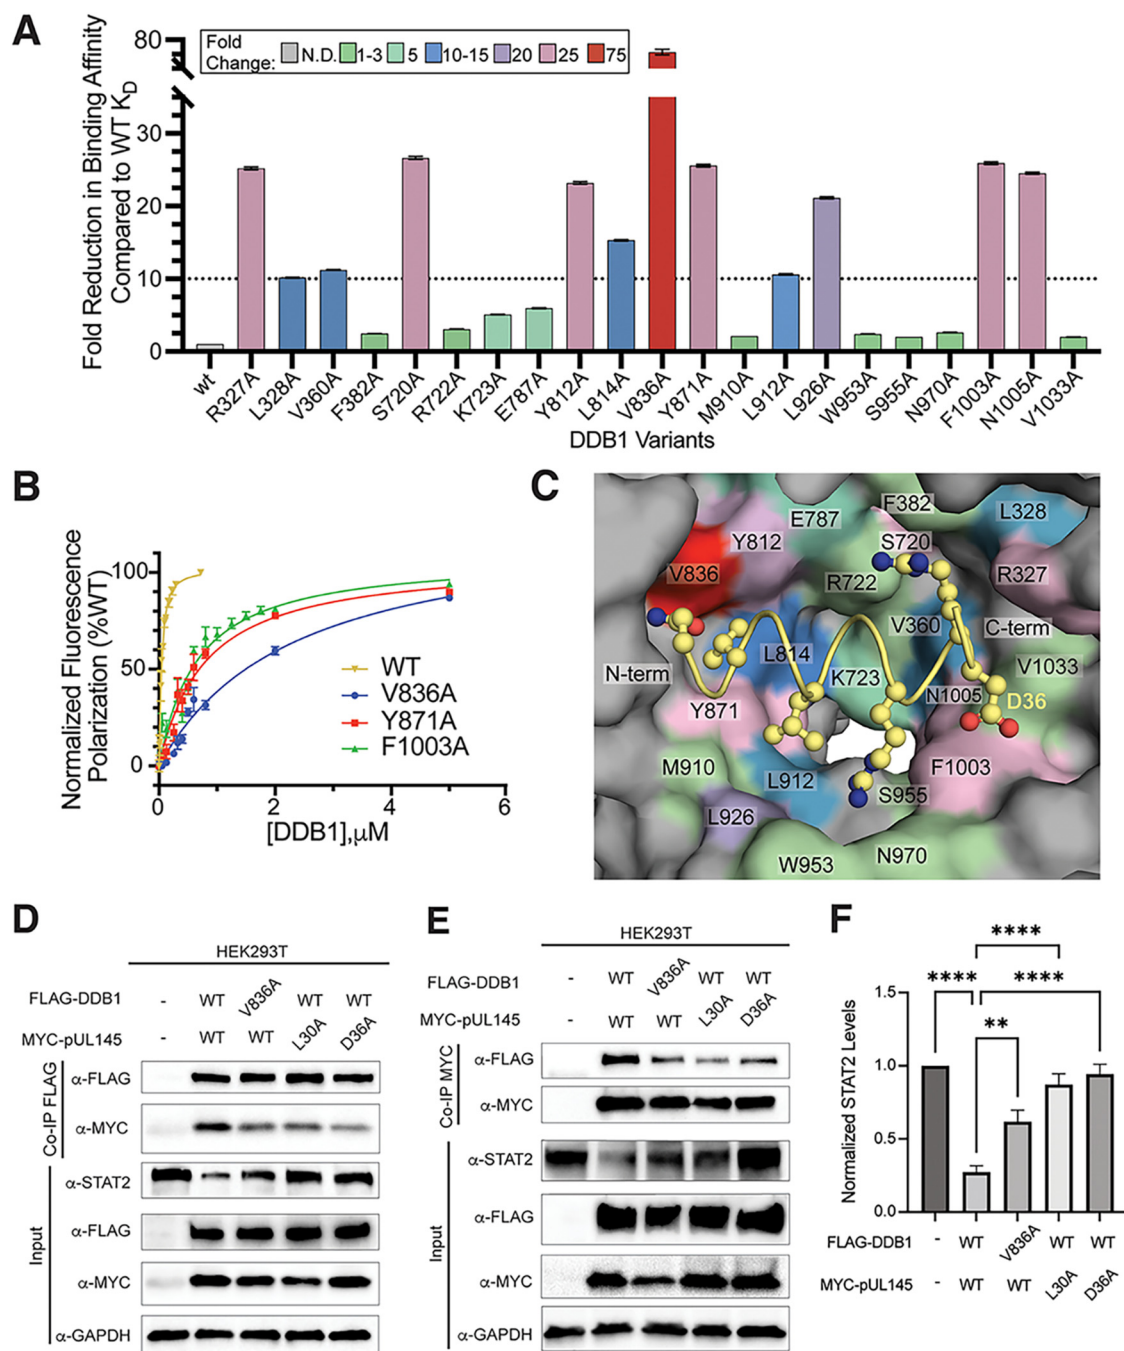 A
Fold Reduction in Binding Affinity
Compared to WT KD
80
30
20
10
0
Fold
Change:
N.D. 1-3 5 10-15 20 25 75
wt R327A L328A V360A F382A S720A R722A K723A E787A Y812A L814A V836A Y871A M910A L912A L926A W953A S955A N970A F1003A N1005A V1033A
DDB1 Variants
B
Normalized Fluorescence
Polarization (%WT)
100
50
0
WT
V836A
Y871A
F1003A
0 2 4 6
[DDB1],μM
C
F382
E787 L328
Y812 S720
V836 R722 R327
V360 C-term
L814
N-term K723 V1033
Y871 N1005 D36
M910 L912 F1003
S955
L926
W953 N970
D
HEK293T
FLAG-DDB1 - WT V836A WT WT
MYC-pUL145 - WT WT L30A D36A
Co-IP FLAG
α-FLAG
α-MYC
Input
α-STAT2
α-FLAG
α-MYC
α-GAPDH
E
HEK293T
FLAG-DDB1 - WT V836A WT WT
MYC-pUL145 - WT WT L30A D36A
Co-IP MYC
α-FLAG
α-MYC
Input
α-STAT2
α-FLAG
α-MYC
α-GAPDH
F
Normalized STAT2 Levels
****
**** ****
**
1.5
1.0
0.5
0.0
FLAG-DDB1 - WT V836A WT WT
MYC-pUL145 - WT WT L30A D36A